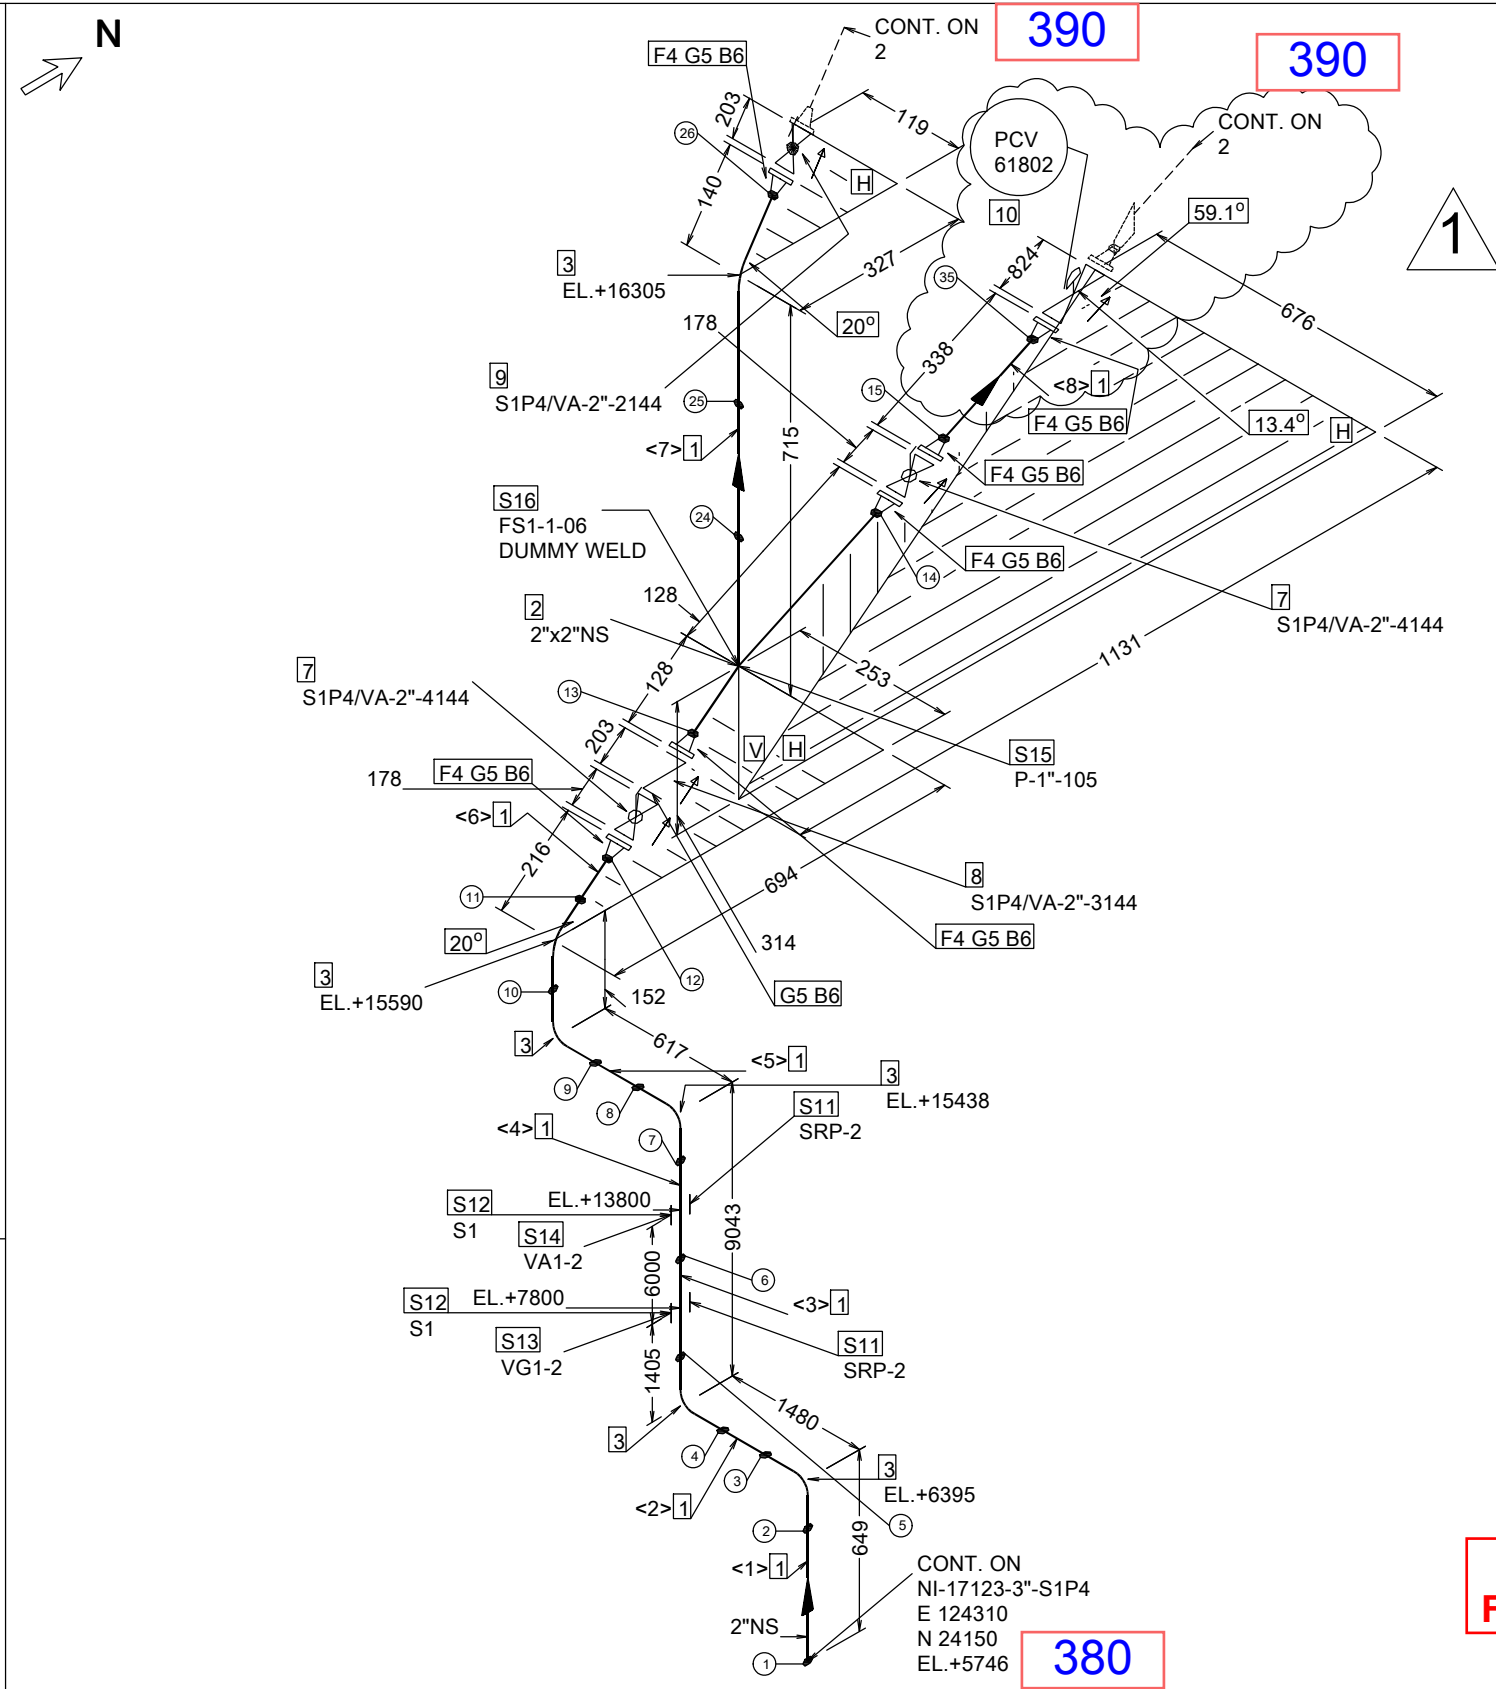 N
CONT. ON
2
390
390
F4 G5 B6
203
119
PCV
61802
CONT. ON
2
26
140
H
10
59.1°
1
3
EL.+16305
327
824
35
676
178
20°
338
9
S1P4/VA-2"-2144
25
15
<8> 1
F4 G5 B6
13.4°
H
<7> 1
715
F4 G5 B6
S16
FS1-1-06
DUMMY WELD
24
F4 G5 B6
14
2
2"x2"NS
128
7
S1P4/VA-2"-4144
1131
7
S1P4/VA-2"-4144
128
253
13
203
V
H
S15
P-1"-105
178
F4 G5 B6
<6> 1
216
694
8
S1P4/VA-2"-3144
11
20°
314
F4 G5 B6
3
EL.+15590
12
10
152
G5 B6
3
617
<5> 1
9
8
3
EL.+15438
<4> 1
7
S11
SRP-2
S12
S1
EL.+13800
S14
VA1-2
9043
6000
6
S12
S1
EL.+7800
<3> 1
S13
VG1-2
1405
S11
SRP-2
1480
3
4
3
3
EL.+6395
<2> 1
2
5
649
<1> 1
CONT. ON
NI-17123-3"-S1P4
E 124310
N 24150
EL.+5746
2"NS
1
380
F